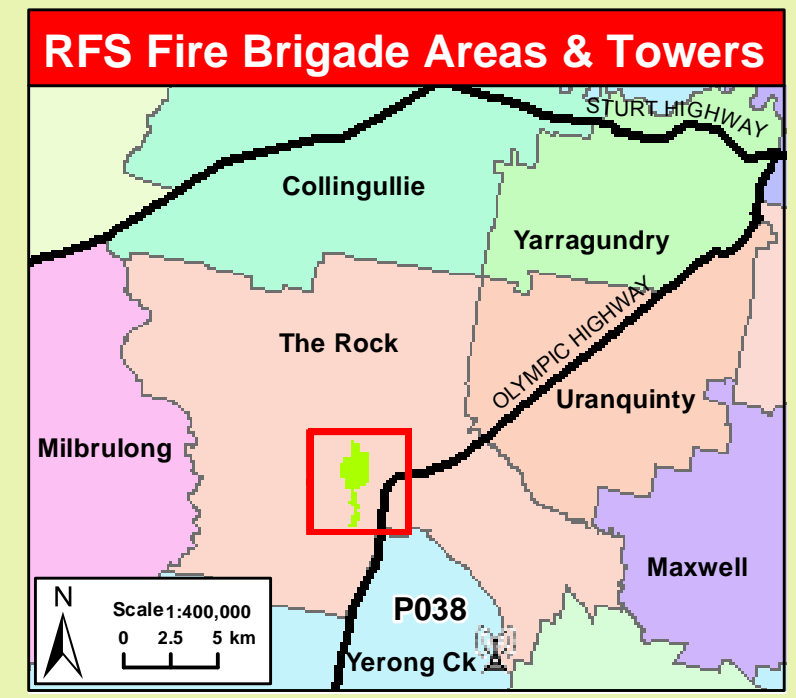 RFS Fire Brigade Areas & Towers
STURT HIGHWAY
Collingullie
Yarragundry
OLYMPIC HIGHWAY
The Rock
Uranquinty
Milbrulong
Maxwell
P038
Yerong Ck
N
Scale 1:400,000
0 2.5 5 km